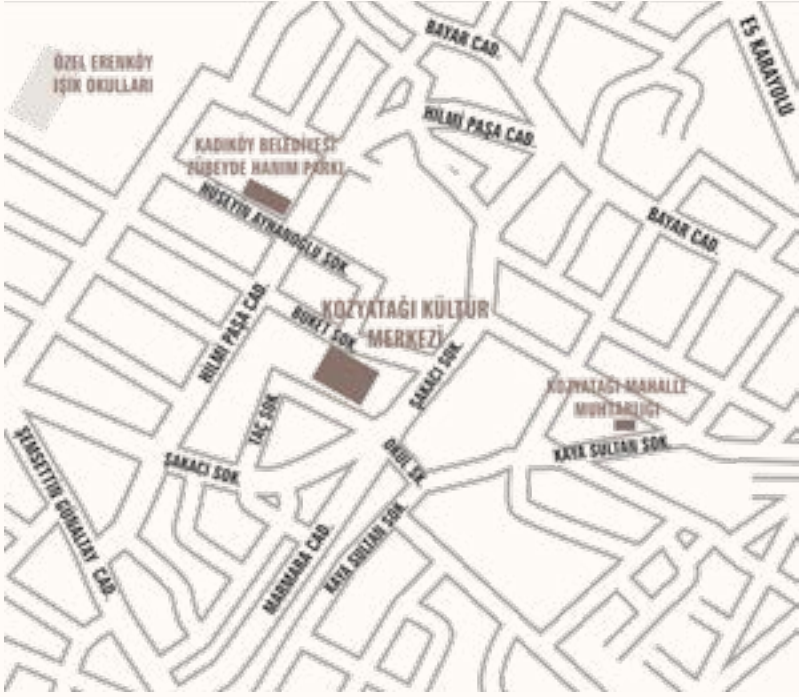 BAYAR CAD.
E5 KARAYOLU
ÖZEL ERENKÖY
IŞIK OKULLARI
HİLMİ PAŞA CAD.
KADIKÖY BELEDİYESİ
ZÜBEYDE HANIM PARKI
HÜSEYİN AYNANOĞLU SOK.
BAYAR CAD.
HİLMİ PAŞA CAD.
BUKET SOK.
KOZYATAĞI KÜLTÜR
MERKEZİ
SAKACI SOK.
KOZYATAĞI MAHALLE
MUHTARLIĞI
TAÇ SOK.
KAYA SULTAN SOK.
ŞEMSETTİN GÜNALTAY CAD.
SAKACI SOK.
OKUL SK.
MARMARA CAD.
KAYA SULTAN SOK.